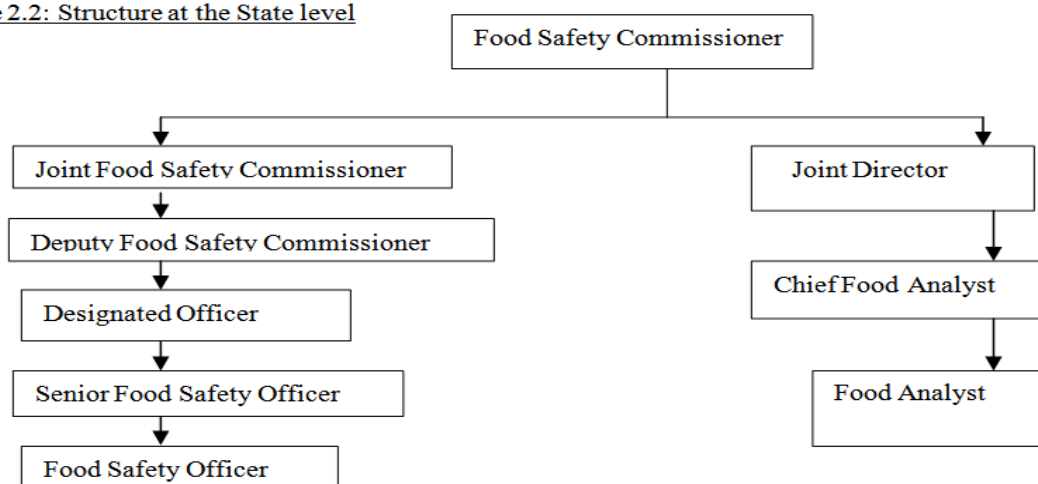 2.2: Structure at the State level
Food Safety Commissioner
Joint Food Safety Commissioner
Joint Director
Deputy Food Safety Commissioner
Chief Food Analyst
Designated Officer
Senior Food Safety Officer
Food Analyst
Food Safety Officer